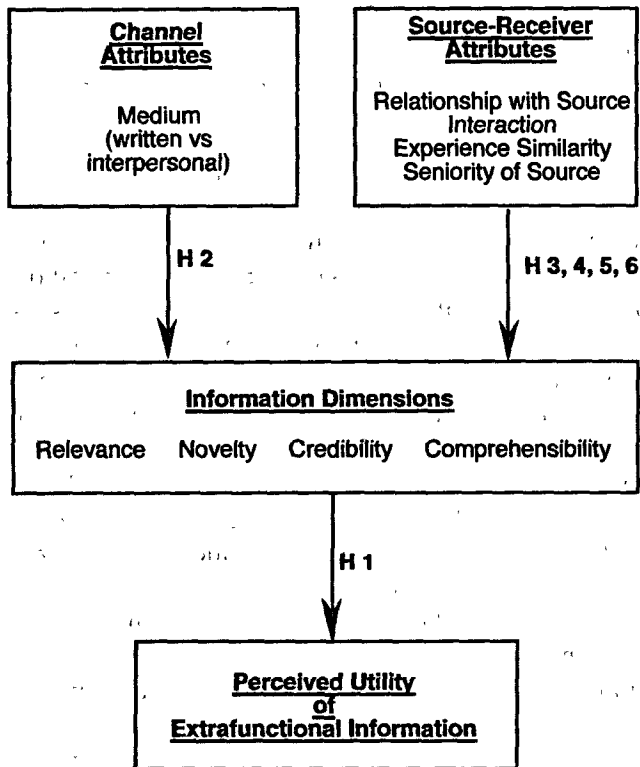 Channel
Attributes
Medium
(written vs
interpersonal)
Source-Receiver
Attributes
Relationship with Source
Interaction
Experience Similarity
Seniority of Source
H 2
H 3, 4, 5, 6
Information Dimensions
Relevance Novelty Credibility Comprehensibility
H 1
Perceived Utility
of
Extrafunctional Information